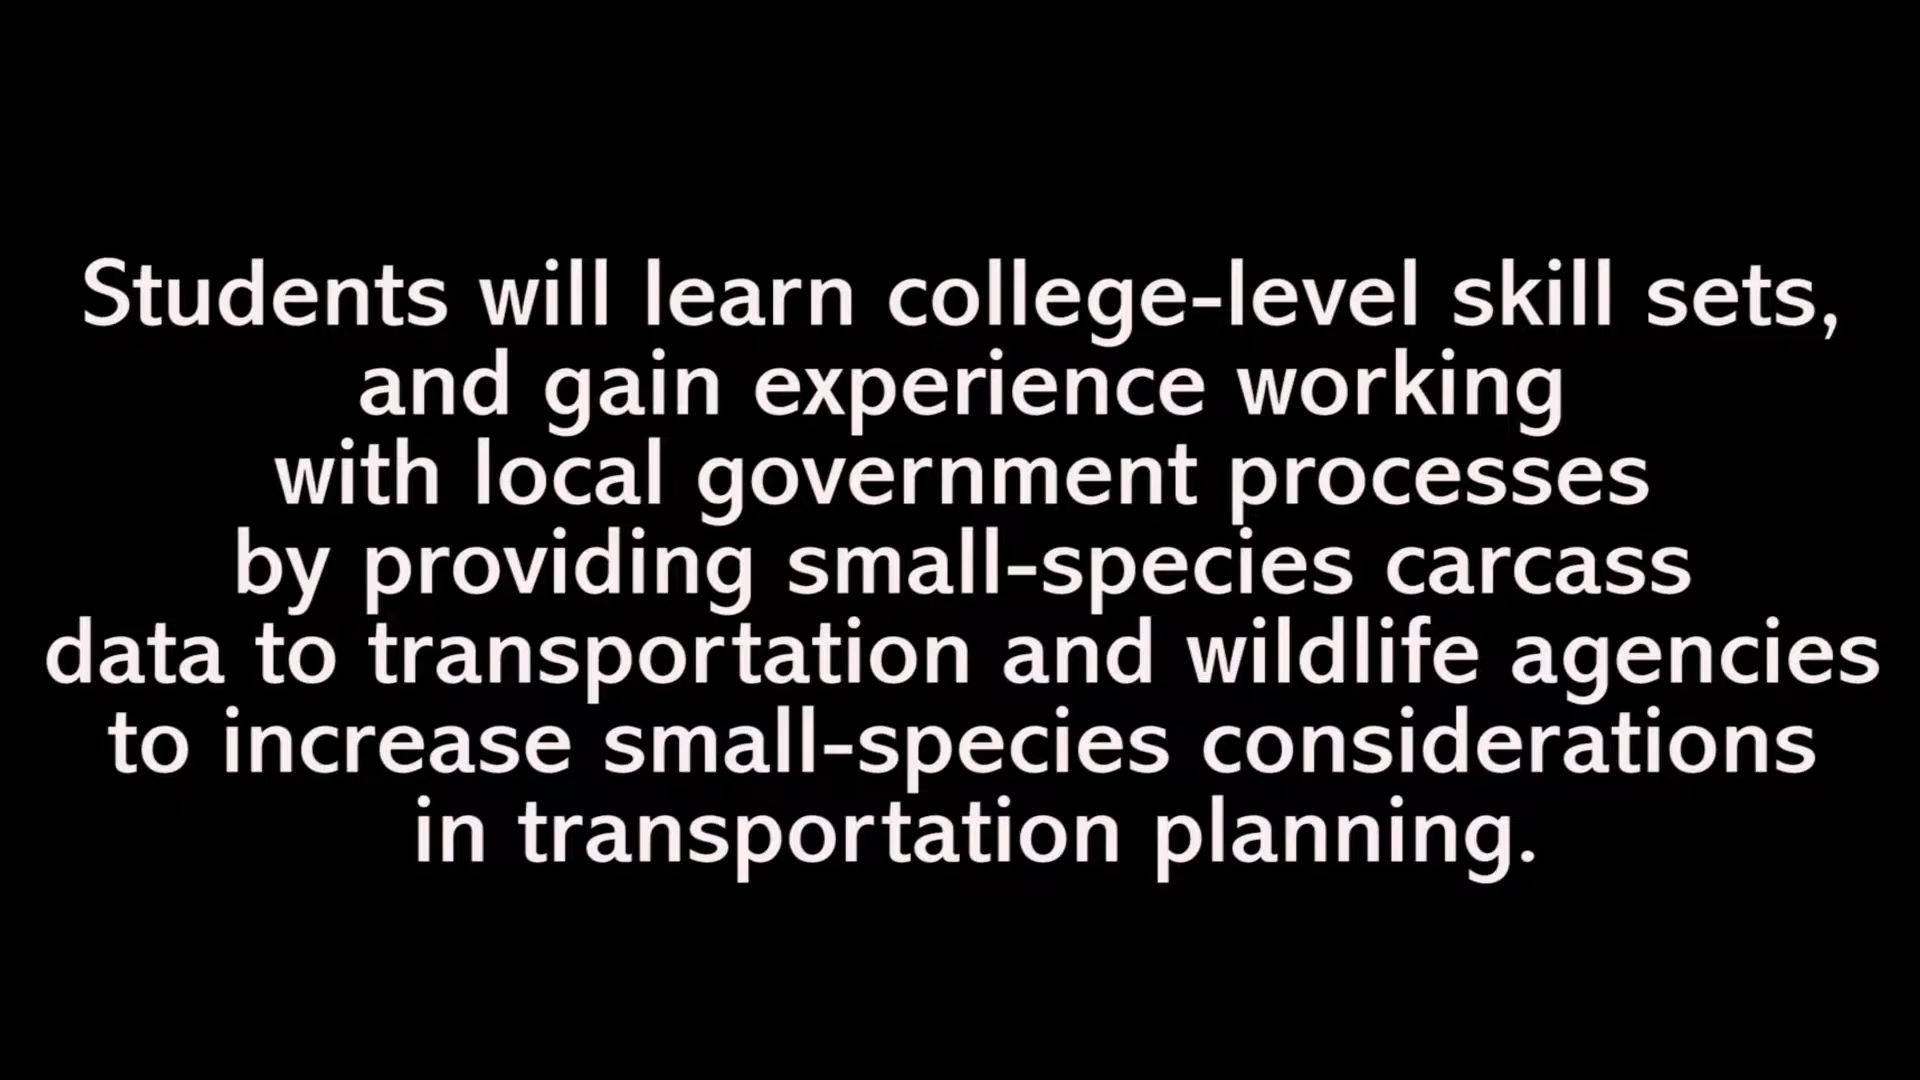 Students will learn college-level skill sets,
and gain experience working
with local government processes
by providing small-species carcass
data to transportation and wildlife agencies
to increase small-species considerations
in transportation planning.